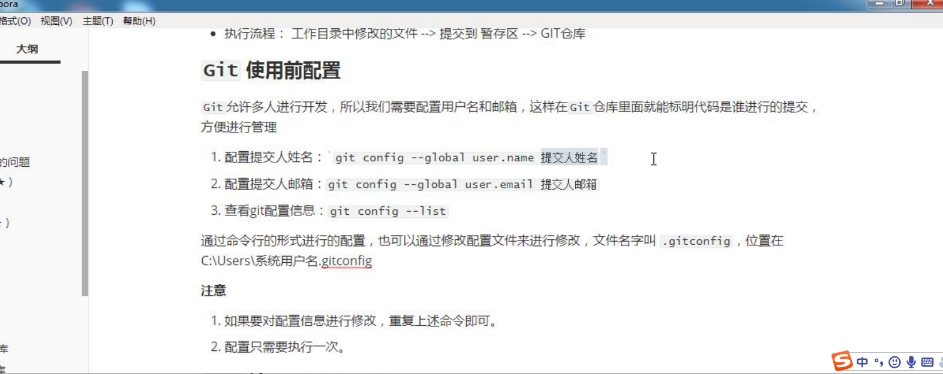 pora
格式(O) 视图(V) 主题(T) 帮助(H)
大纲
的问题
★）
库
• 执行流程： 工作目录中修改的文件 --> 提交到 暂存区 --> GIT仓库
Git 使用前配置
Git 允许多人进行开发，所以我们需要配置用户名和邮箱，这样在 Git 仓库里面就能标明代码是谁进行的提交，
方便进行管理
1. 配置提交人姓名：`git config --global user.name 提交人姓名`
2. 配置提交人邮箱：git config --global user.email 提交人邮箱
3. 查看git配置信息：git config --list
通过命令行的形式进行的配置，也可以通过修改配置文件来进行修改，文件名字叫 .gitconfig，位置在
C:\Users\系统用户名.gitconfig
注意
1. 如果要对配置信息进行修改，重复上述命令即可。
2. 配置只需要执行一次。
中